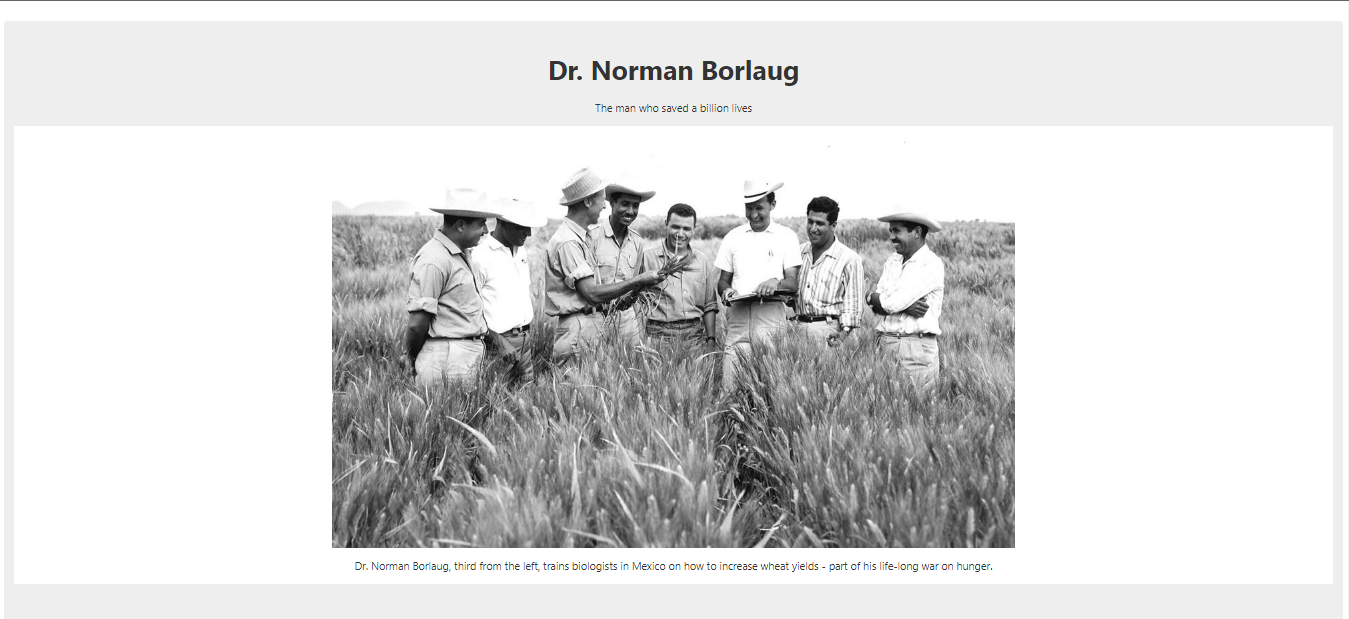 Dr. Norman Borlaug
The man who saved a billion lives
Dr. Norman Borlaug, third from the left, trains biologists in Mexico on how to increase wheat yields - part of his life-long war on hunger.